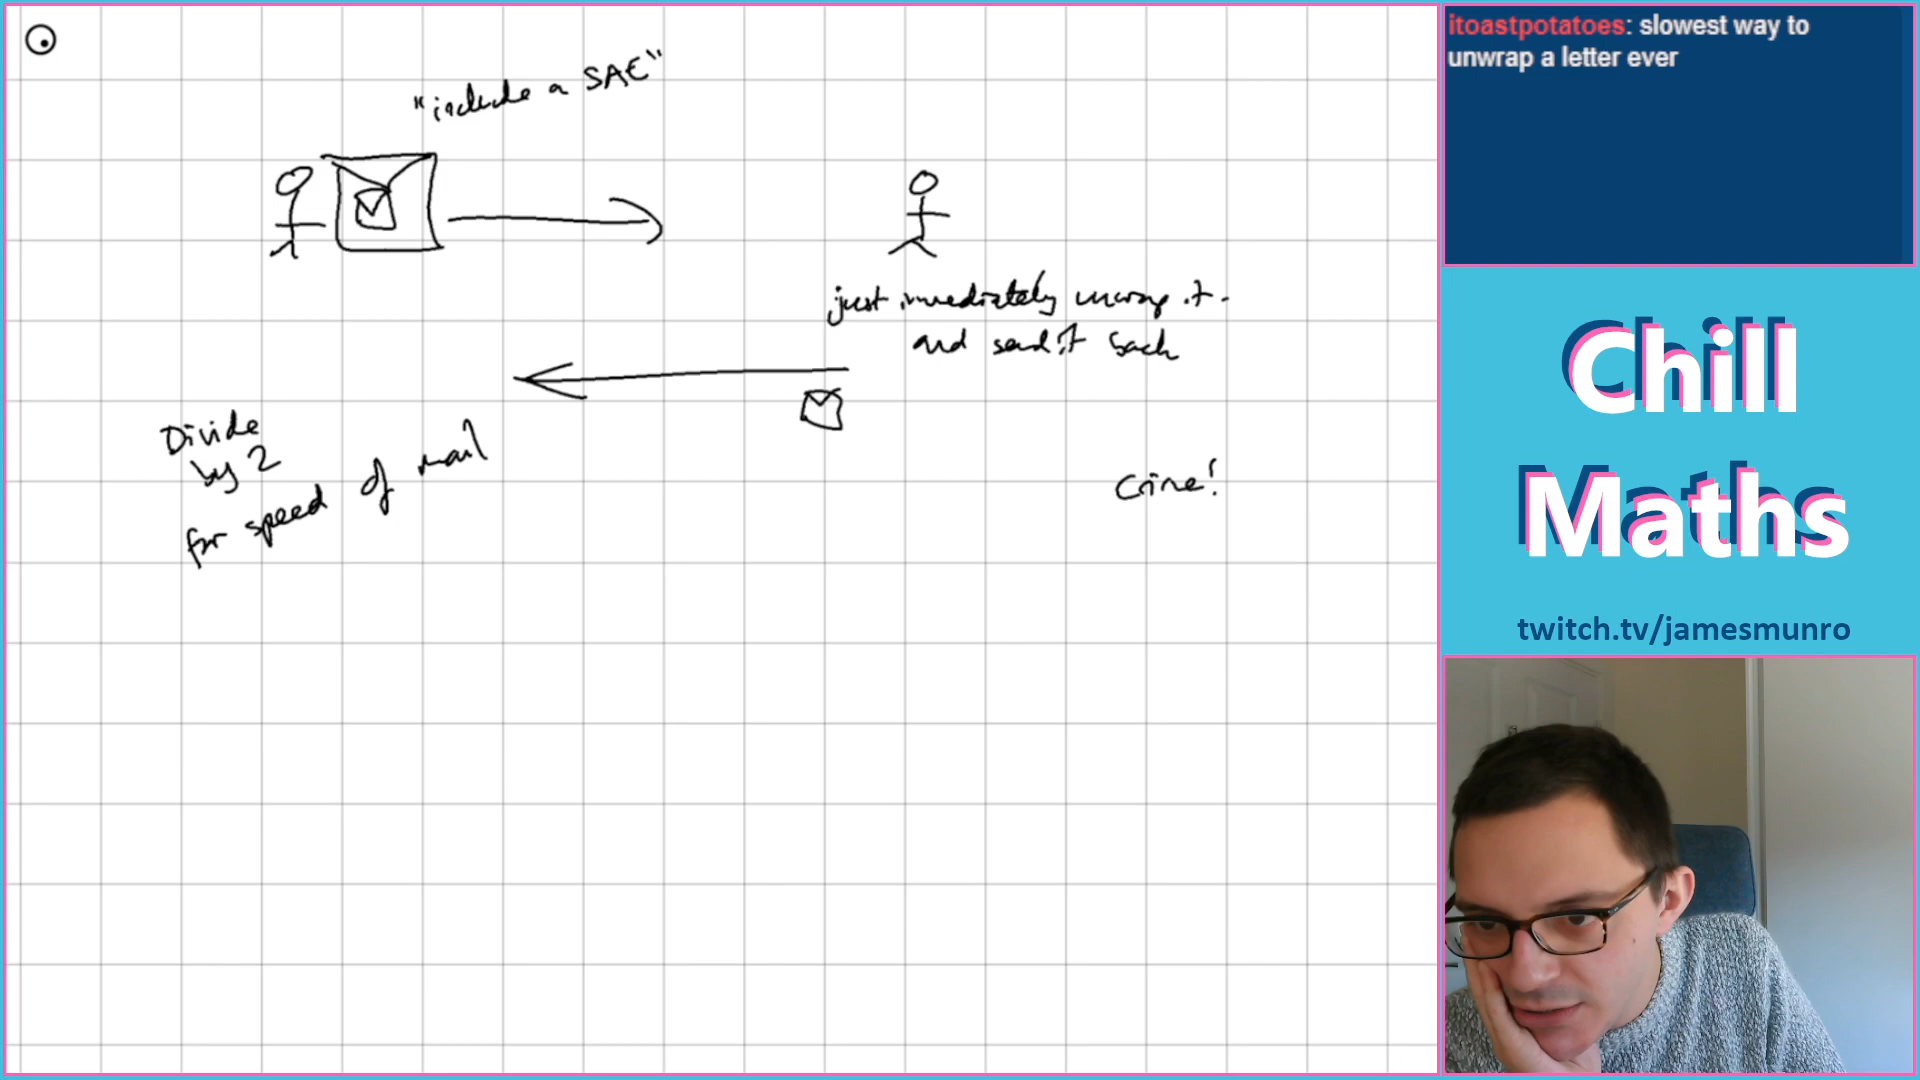 "include a SAE"
just immediately unwrap it
and send it back
Divide
by 2
for speed of mail
Crime!
itoastpotatoes: slowest way to
unwrap a letter ever
Chill
Maths
twitch.tv/jamesmunro